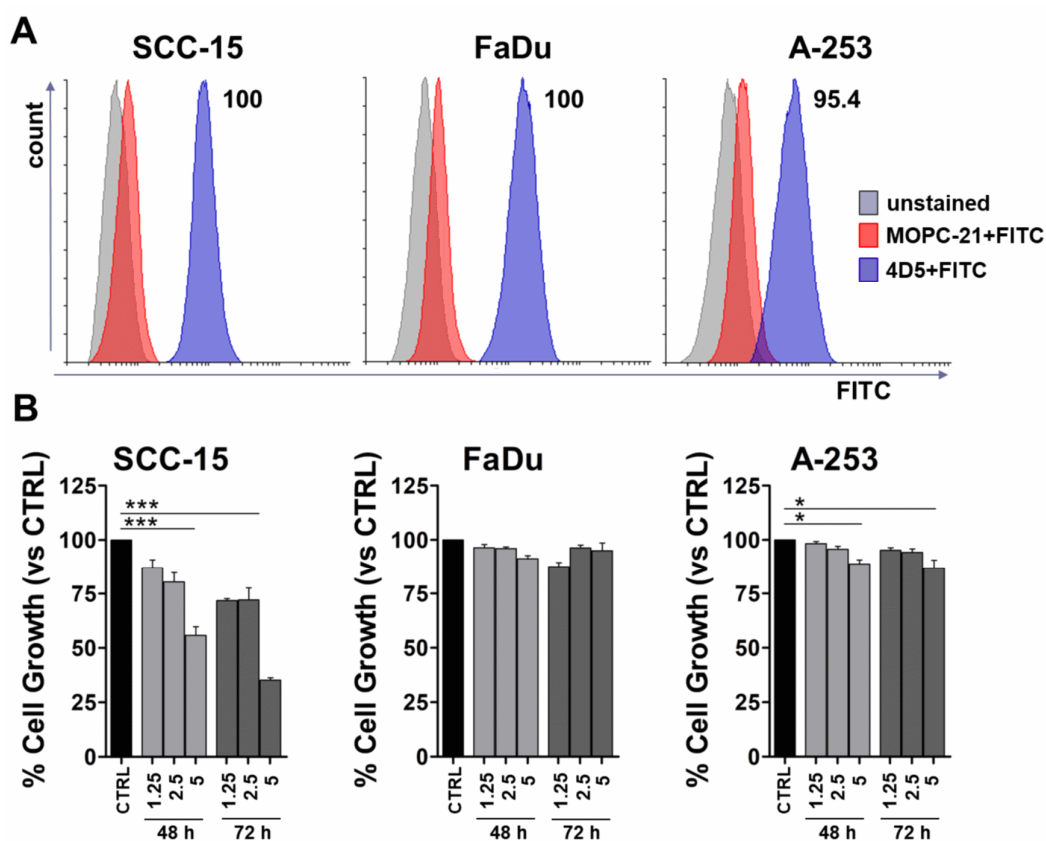 A
SCC-15 FaDu A-253
100 100 95.4
count
unstained
MOPC-21+FITC
4D5+FITC
FITC
B
SCC-15 FaDu A-253
% Cell Growth (vs CTRL)
125
100
75
50
25
0
***
***
CTRL 1.25 2.5 5 1.25 2.5 5
48 h 72 h
% Cell Growth (vs CTRL)
125
100
75
50
25
0
CTRL 1.25 2.5 5 1.25 2.5 5
48 h 72 h
% Cell Growth (vs CTRL)
125
100
75
50
25
0
*
*
CTRL 1.25 2.5 5 1.25 2.5 5
48 h 72 h